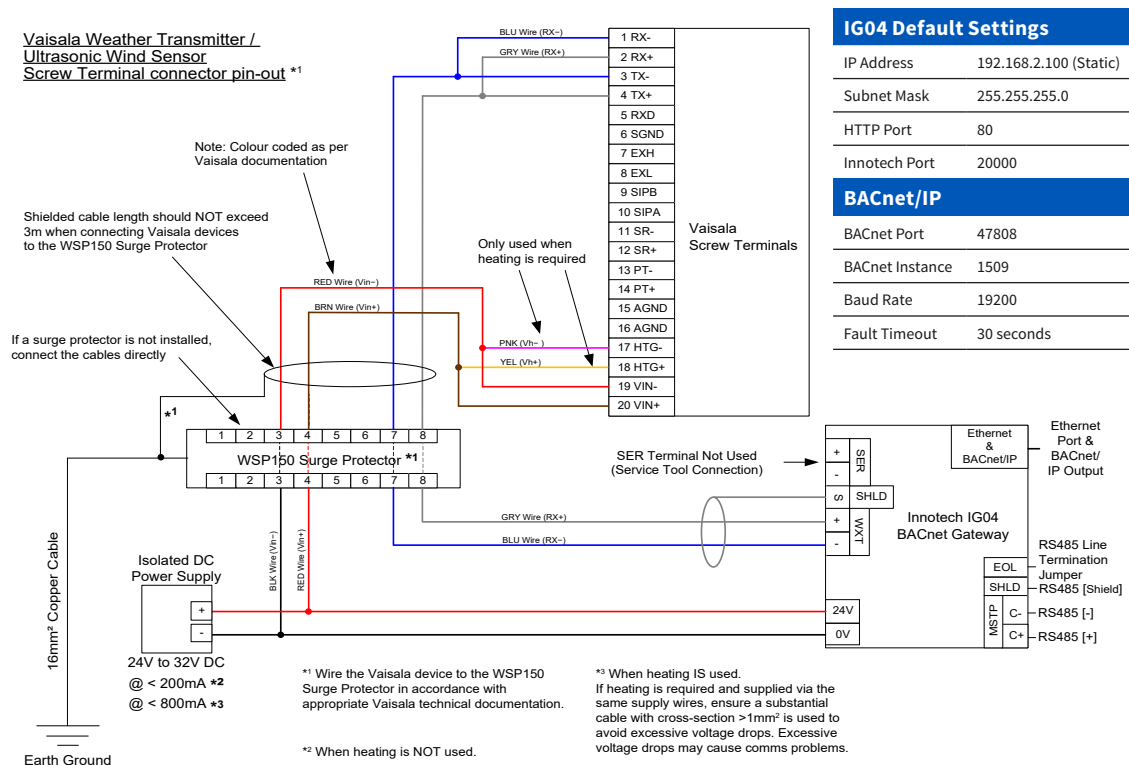 Vaisala Weather Transmitter /
Ultrasonic Wind Sensor
Screw Terminal connector pin-out *¹
Note: Colour coded as per
Vaisala documentation
Shielded cable length should NOT exceed
3m when connecting Vaisala devices
to the WSP150 Surge Protector
If a surge protector is not installed,
connect the cables directly
*¹
BLU Wire (RX−)
GRY Wire (RX+)
RED Wire (Vin−)
BRN Wire (Vin+)
Only used when
heating is required
PNK (Vh− )
YEL (Vh+)
1 RX-
2 RX+
3 TX-
4 TX+
5 RXD
6 SGND
7 EXH
8 EXL
9 SIPB
10 SIPA
11 SR-
12 SR+
13 PT-
14 PT+
15 AGND
16 AGND
17 HTG-
18 HTG+
19 VIN-
20 VIN+
Vaisala
Screw Terminals
IG04 Default Settings
IP Address 192.168.2.100 (Static)
Subnet Mask 255.255.255.0
HTTP Port 80
Innotech Port 20000
BACnet/IP
BACnet Port 47808
BACnet Instance 1509
Baud Rate 19200
Fault Timeout 30 seconds
1 2 3 4 5 6 7 8
WSP150 Surge Protector *¹
1 2 3 4 5 6 7 8
BLK Wire (Vin−)
RED Wire (Vin+)
GRY Wire (RX+)
BLU Wire (RX−)
SER Terminal Not Used
(Service Tool Connection)
+
-
SER
S
SHLD
+
-
WXT
24V
0V
Innotech IG04
BACnet Gateway
Ethernet
&
BACnet/IP
Ethernet
Port &
BACnet/
IP Output
EOL
SHLD
MSTP
C-
C+
RS485 Line
Termination
Jumper
RS485 [Shield]
RS485 [-]
RS485 [+]
Isolated DC
Power Supply
+
-
24V to 32V DC
@ < 200mA *²
@ < 800mA *³
16mm² Copper Cable
Earth Ground
*¹ Wire the Vaisala device to the WSP150
Surge Protector in accordance with
appropriate Vaisala technical documentation.
*² When heating is NOT used.
*³ When heating IS used.
If heating is required and supplied via the
same supply wires, ensure a substantial
cable with cross-section >1mm² is used to
avoid excessive voltage drops. Excessive
voltage drops may cause comms problems.